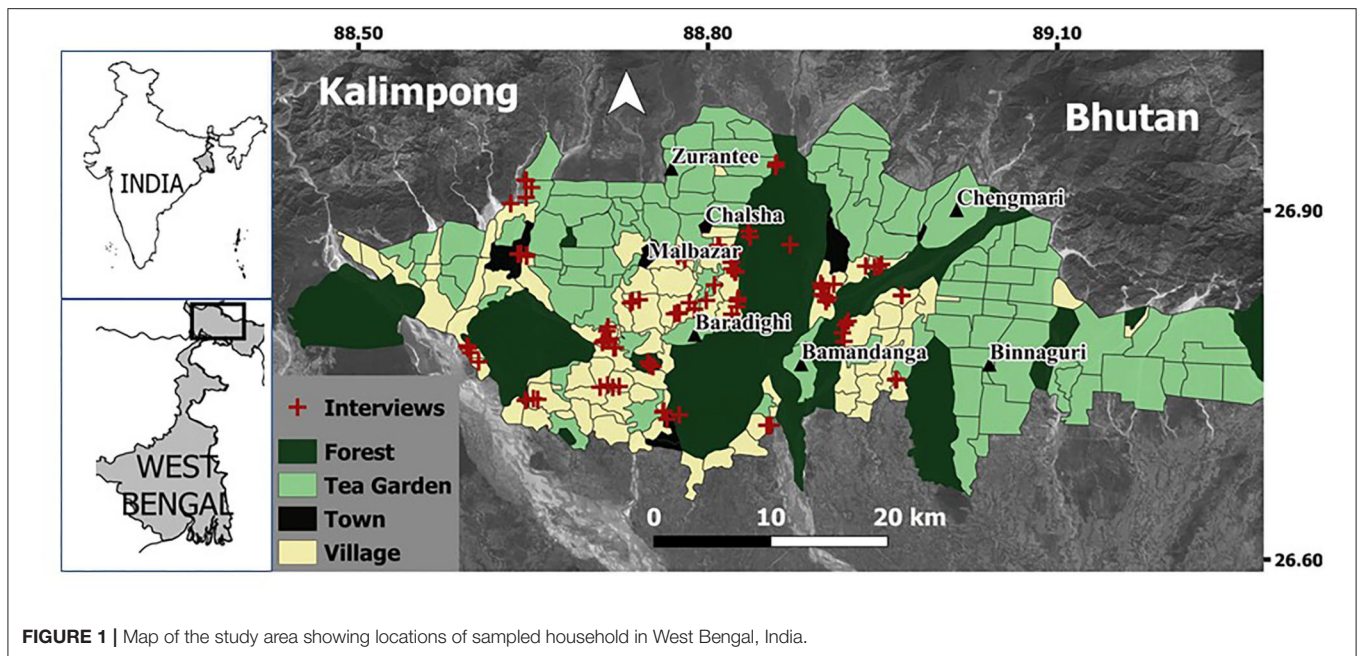 88.50 88.80 89.10
Kalimpong
Bhutan
INDIA
Zurantee
Chengmari
26.90
Chalsha
Malbazar
Baradighi
Bamandanga
Binnaguri
Interviews
Forest
Tea Garden
Town
Village
WEST
BENGAL
0 10 20 km
26.60
FIGURE 1 | Map of the study area showing locations of sampled household in West Bengal, India.